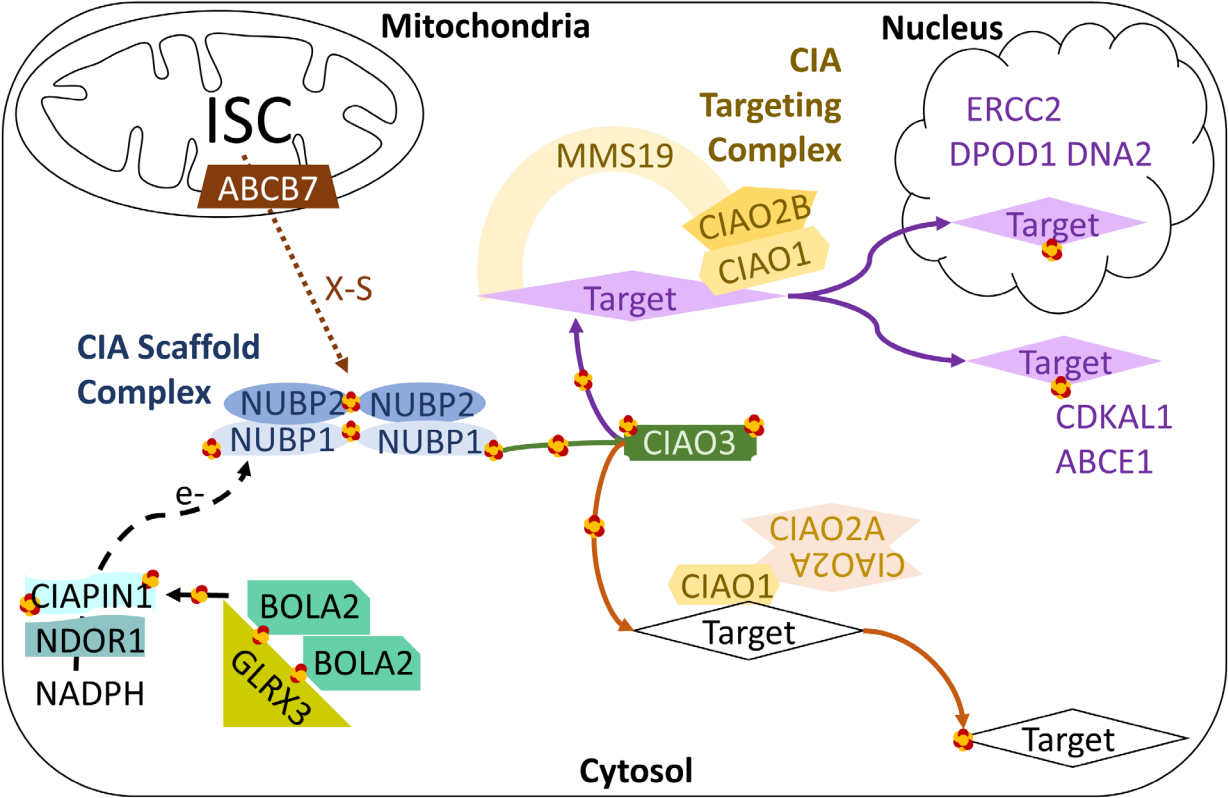 Mitochondria
Nucleus
CIA
Targeting
Complex
ISC
ABCB7
MMS19
ERCC2
DPOD1 DNA2
CIAO2B
CIAO1
Target
Target
X-S
Target
CIA Scaffold
Complex
NUBP2
NUBP2
NUBP1
NUBP1
CIAO3
CDKAL1
ABCE1
e-
CIAO2A
CIAO2A
CIAO1
CIAPIN1
NDOR1
NADPH
BOLA2
BOLA2
GLRX3
Target
Target
Cytosol